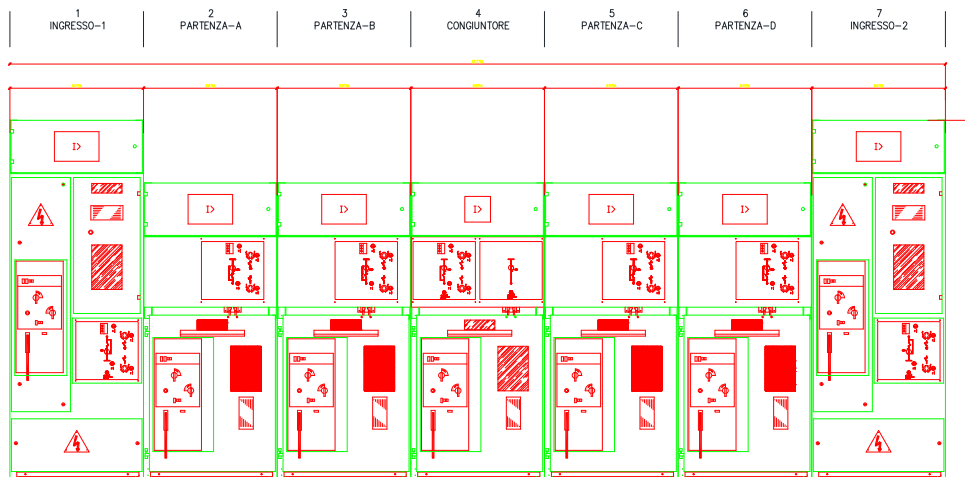 1
INGRESSO-1
2
PARTENZA-A
3
PARTENZA-B
4
CONGIUNTORE
5
PARTENZA-C
6
PARTENZA-D
7
INGRESSO-2
I>
I>
I>
I>
I>
I>
I>